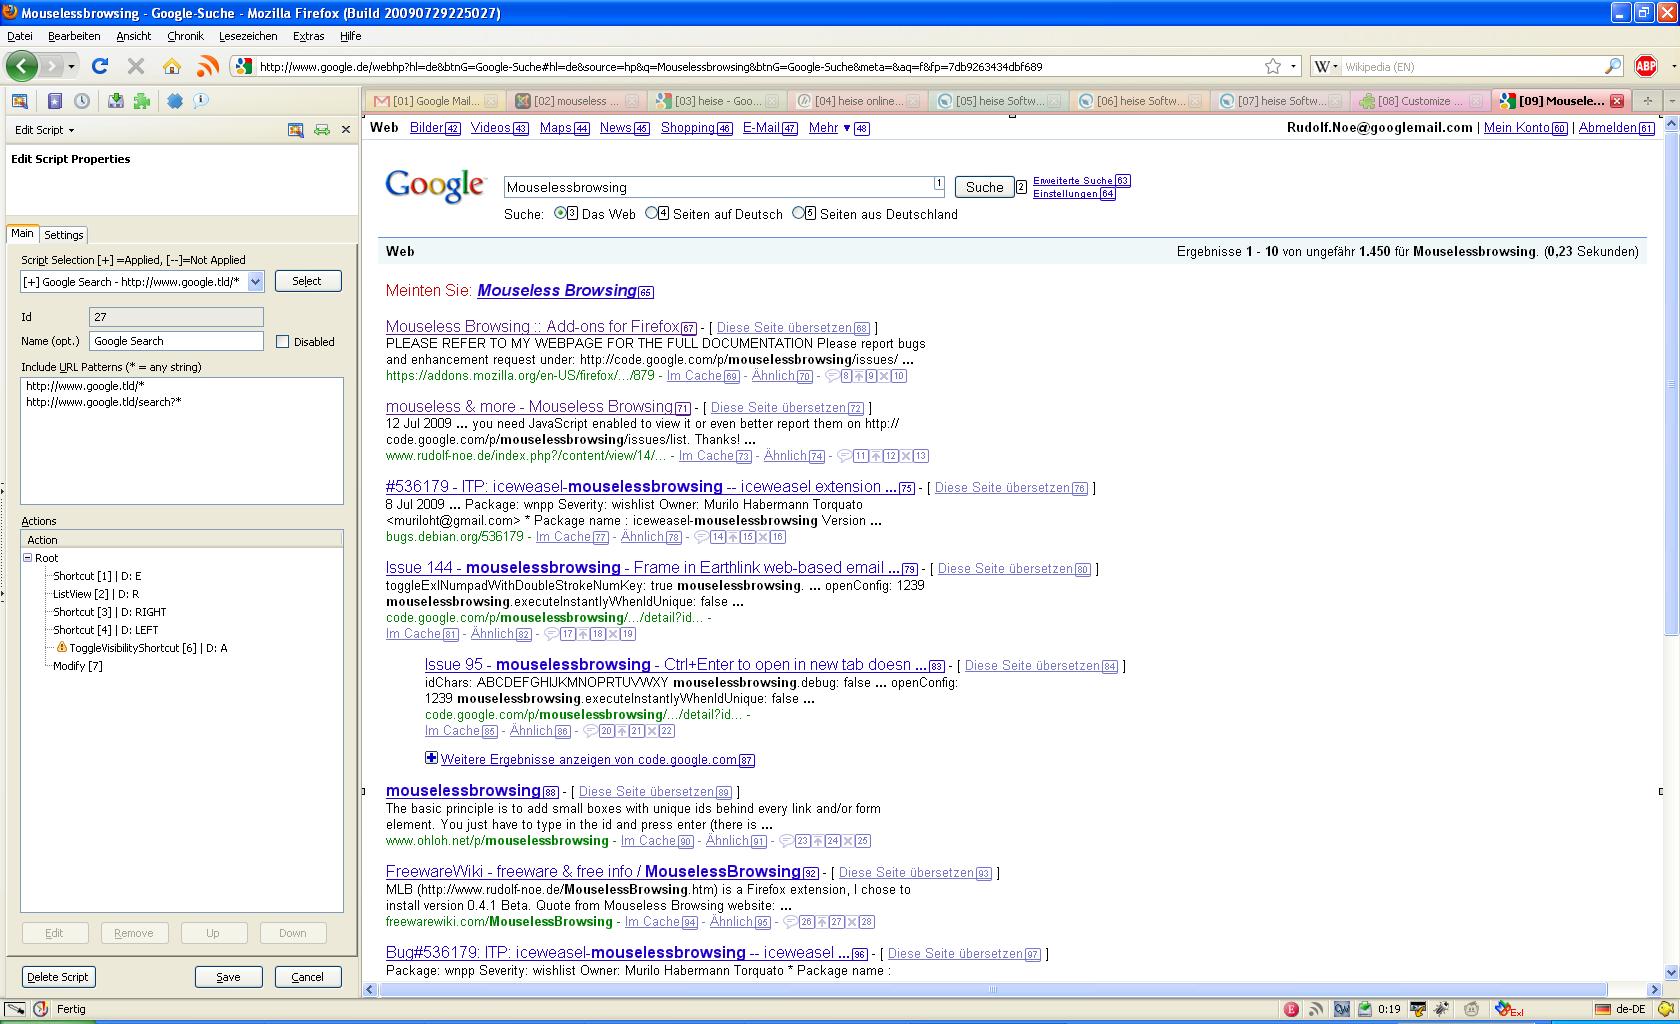 Mouselessbrowsing - Google-Suche - Mozilla Firefox (Build 20090729225027)
Datei Bearbeiten Ansicht Chronik Lesezeichen Extras Hilfe
http://www.google.de/webhp?hl=de&btnG=Google-Suche#hl=de&source=hp&q=Mouselessbrowsing&btnG=Google-Suche&meta=&aq=f&fp=7db9263434dbf689
W Wikipedia (EN) ABP
[01] Google Mail... [02] mouseless ... [03] heise - Goo... [04] heise online... [05] heise Softw... [06] heise Softw... [07] heise Softw... [08] Customize ... [09] Mousele...
Edit Script
Edit Script Properties
Main Settings
Script Selection [+] =Applied, [--]=Not Applied
[+] Google Search - http://www.google.tld/* Select
Id 27
Name (opt.) Google Search Disabled
Include URL Patterns (* = any string)
http://www.google.tld/*
http://www.google.tld/search?*
Actions
Action
Root
Shortcut [1] | D: E
ListView [2] | D: R
Shortcut [3] | D: RIGHT
Shortcut [4] | D: LEFT
ToggleVisibilityShortcut [6] | D: A
Modify [7]
Edit Remove Up Down
Delete Script Save Cancel
Web Bilder 42 Videos 43 Maps 44 News 45 Shopping 46 E-Mail 47 Mehr ▼ 48
Rudolf.Noe@googlemail.com | Mein Konto 60 | Abmelden 61
Google Mouselessbrowsing 1 Suche 2 Erweiterte Suche 63
Einstellungen 64
Suche: 3 Das Web 4 Seiten auf Deutsch 5 Seiten aus Deutschland
Web Ergebnisse 1 - 10 von ungefähr 1.450 für Mouselessbrowsing. (0,23 Sekunden)
Meinten Sie: Mouseless Browsing 65
Mouseless Browsing :: Add-ons for Firefox 67 - [ Diese Seite übersetzen 68 ]
PLEASE REFER TO MY WEBPAGE FOR THE FULL DOCUMENTATION Please report bugs
and enhancement request under: http://code.google.com/p/mouselessbrowsing/issues/ ...
https://addons.mozilla.org/en-US/firefox/.../879 - Im Cache 69 - Ähnlich 70 - 8 9 10
mouseless & more - Mouseless Browsing 71 - [ Diese Seite übersetzen 72 ]
12 Jul 2009 ... you need JavaScript enabled to view it or even better report them on http://
code.google.com/p/mouselessbrowsing/issues/list. Thanks! ...
www.rudolf-noe.de/index.php?/content/view/14/... - Im Cache 73 - Ähnlich 74 - 11 12 13
#536179 - ITP: iceweasel-mouselessbrowsing -- iceweasel extension ... 75 - [ Diese Seite übersetzen 76 ]
8 Jul 2009 ... Package: wnpp Severity: wishlist Owner: Murilo Habermann Torquato
<muriloht@gmail.com> * Package name : iceweasel-mouselessbrowsing Version ...
bugs.debian.org/536179 - Im Cache 77 - Ähnlich 78 - 14 15 16
Issue 144 - mouselessbrowsing - Frame in Earthlink web-based email ... 79 - [ Diese Seite übersetzen 80 ]
toggleExlNumpadWithDoubleStrokeNumKey: true mouselessbrowsing. ... openConfig: 1239
mouselessbrowsing.executeInstantlyWhenIdUnique: false ...
code.google.com/p/mouselessbrowsing/.../detail?id... -
Im Cache 81 - Ähnlich 82 - 17 18 19
Issue 95 - mouselessbrowsing - Ctrl+Enter to open in new tab doesn ... 83 - [ Diese Seite übersetzen 84 ]
idChars: ABCDEFGHIJKMNOPRTUVWXY mouselessbrowsing.debug: false ... openConfig:
1239 mouselessbrowsing.executeInstantlyWhenIdUnique: false ...
code.google.com/p/mouselessbrowsing/.../detail?id... -
Im Cache 85 - Ähnlich 86 - 20 21 22
Weitere Ergebnisse anzeigen von code.google.com 87
mouselessbrowsing 88 - [ Diese Seite übersetzen 89 ]
The basic principle is to add small boxes with unique ids behind every link and/or form
element. You just have to type in the id and press enter (there is ...
www.ohloh.net/p/mouselessbrowsing - Im Cache 90 - Ähnlich 91 - 23 24 25
FreewareWiki - freeware & free info / MouselessBrowsing 92 - [ Diese Seite übersetzen 93 ]
MLB (http://www.rudolf-noe.de/MouselessBrowsing.htm) is a Firefox extension, I chose to
install version 0.4.1 Beta. Quote from Mouseless Browsing website: ...
freewarewiki.com/MouselessBrowsing - Im Cache 94 - Ähnlich 95 - 26 27 28
Bug#536179: ITP: iceweasel-mouselessbrowsing -- iceweasel ... 96 - [ Diese Seite übersetzen 97 ]
Package: wnpp Severity: wishlist Owner: Murilo Habermann Torquato * Package name :
Fertig 0:19 Exl de-DE